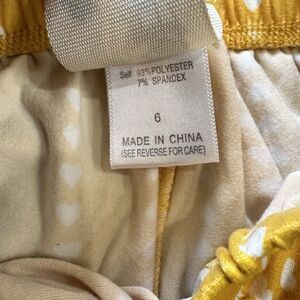 Self 93% POLYESTER
7% SPANDEX
6
MADE IN CHINA
(SEE REVERSE FOR CARE)